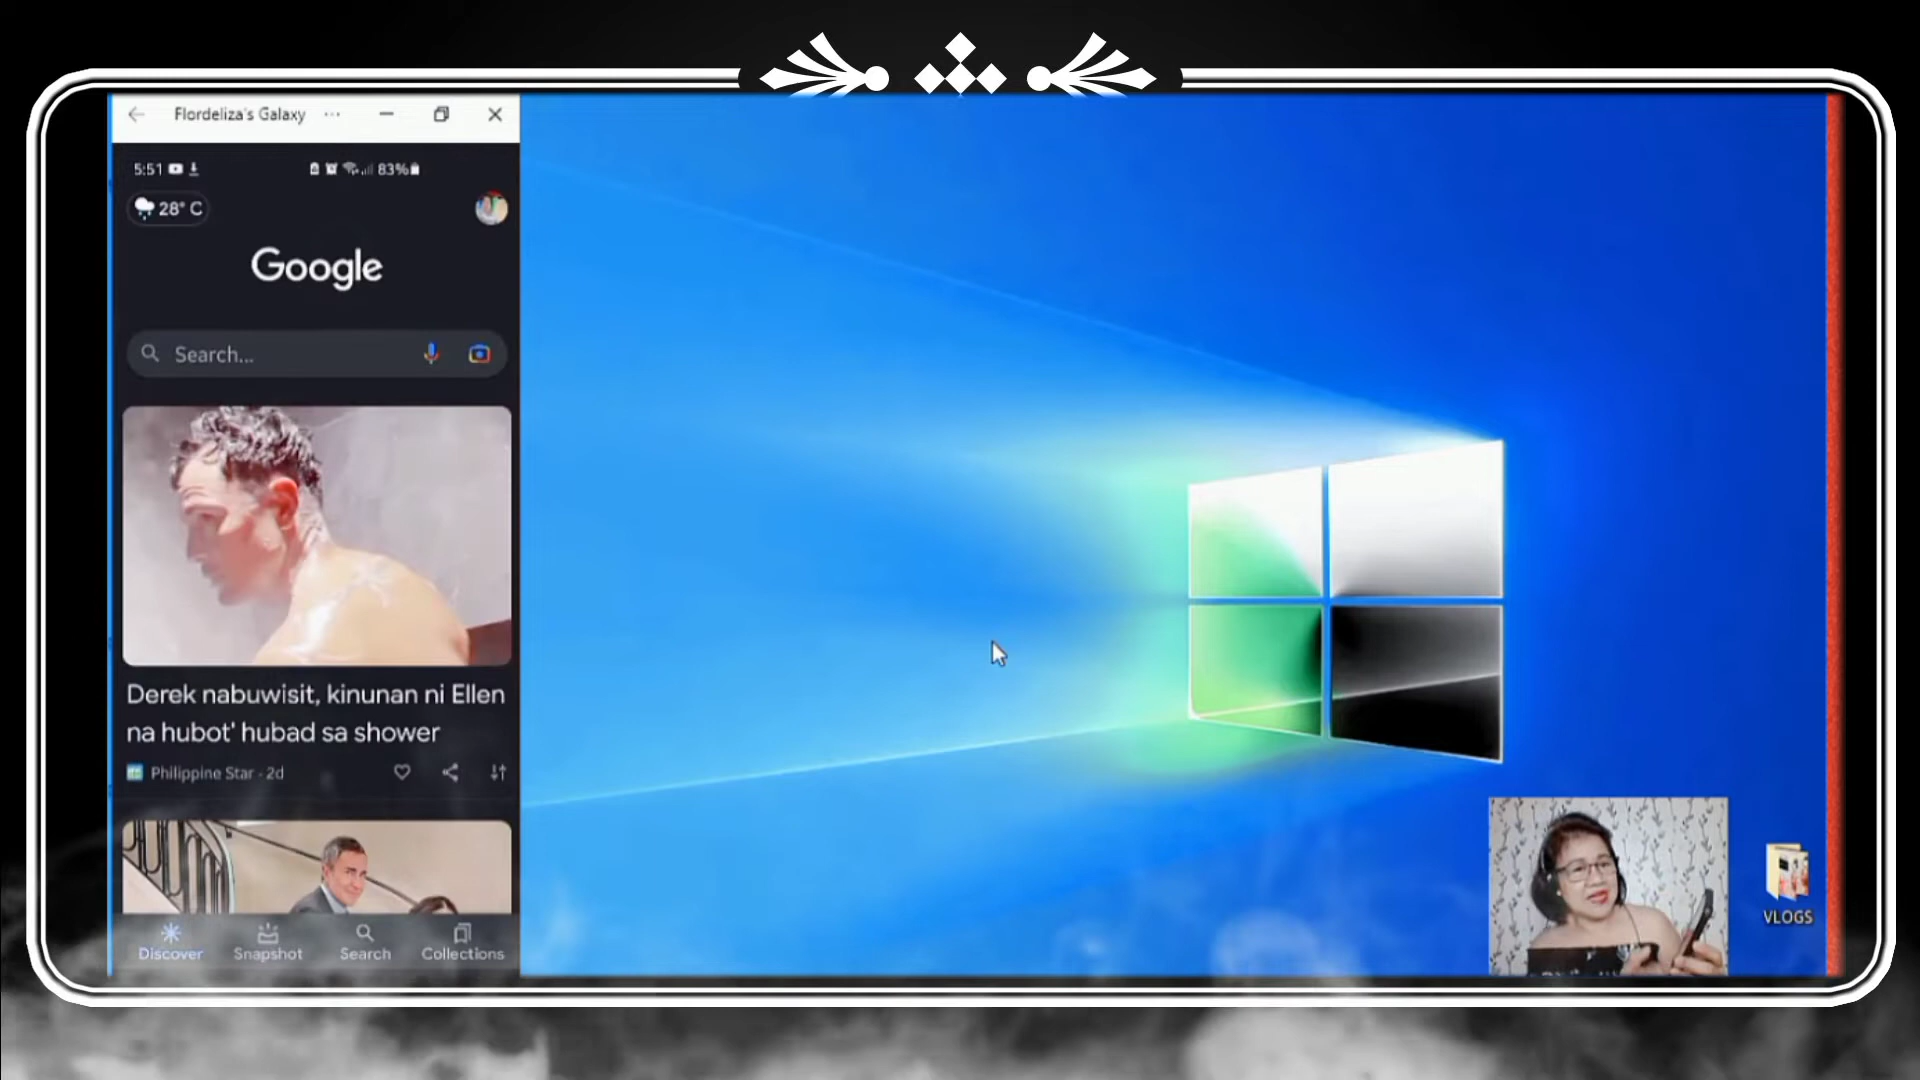 Flordeliza's Galaxy
5:51
83%
28° C
Google
Search...
Derek nabuwisit, kinunan ni Ellen
na hubot' hubad sa shower
Philippine Star · 2d
Discover
Snapshot
Search
Collections
VLOGS